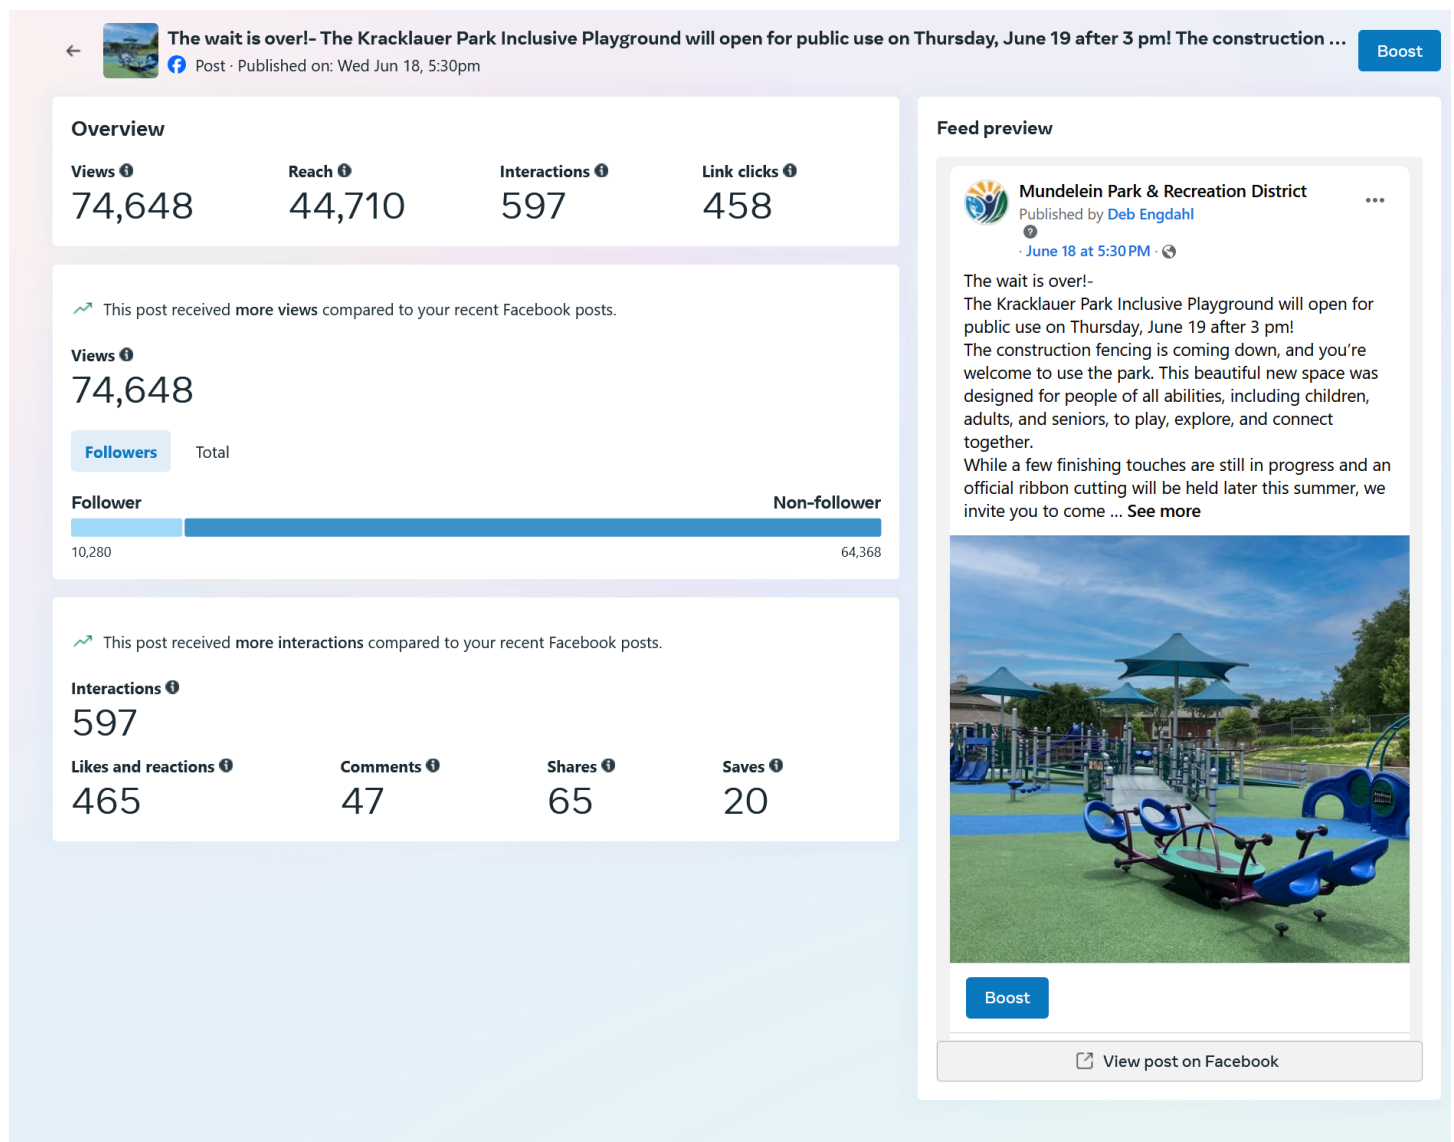 The wait is over!- The Kracklauer Park Inclusive Playground will open for public use on Thursday, June 19 after 3 pm! The construction ...
Post · Published on: Wed Jun 18, 5:30pm
Boost
Overview
Views
74,648
Reach
44,710
Interactions
597
Link clicks
458
This post received more views compared to your recent Facebook posts.
Views
74,648
Followers Total
Follower Non-follower
10,280 64,368
This post received more interactions compared to your recent Facebook posts.
Interactions
597
Likes and reactions
465
Comments
47
Shares
65
Saves
20
Feed preview
Mundelein Park & Recreation District
Published by Deb Engdahl
· June 18 at 5:30 PM ·
The wait is over!-
The Kracklauer Park Inclusive Playground will open for
public use on Thursday, June 19 after 3 pm!
The construction fencing is coming down, and you’re
welcome to use the park. This beautiful new space was
designed for people of all abilities, including children,
adults, and seniors, to play, explore, and connect
together.
While a few finishing touches are still in progress and an
official ribbon cutting will be held later this summer, we
invite you to come ... See more
Boost
View post on Facebook